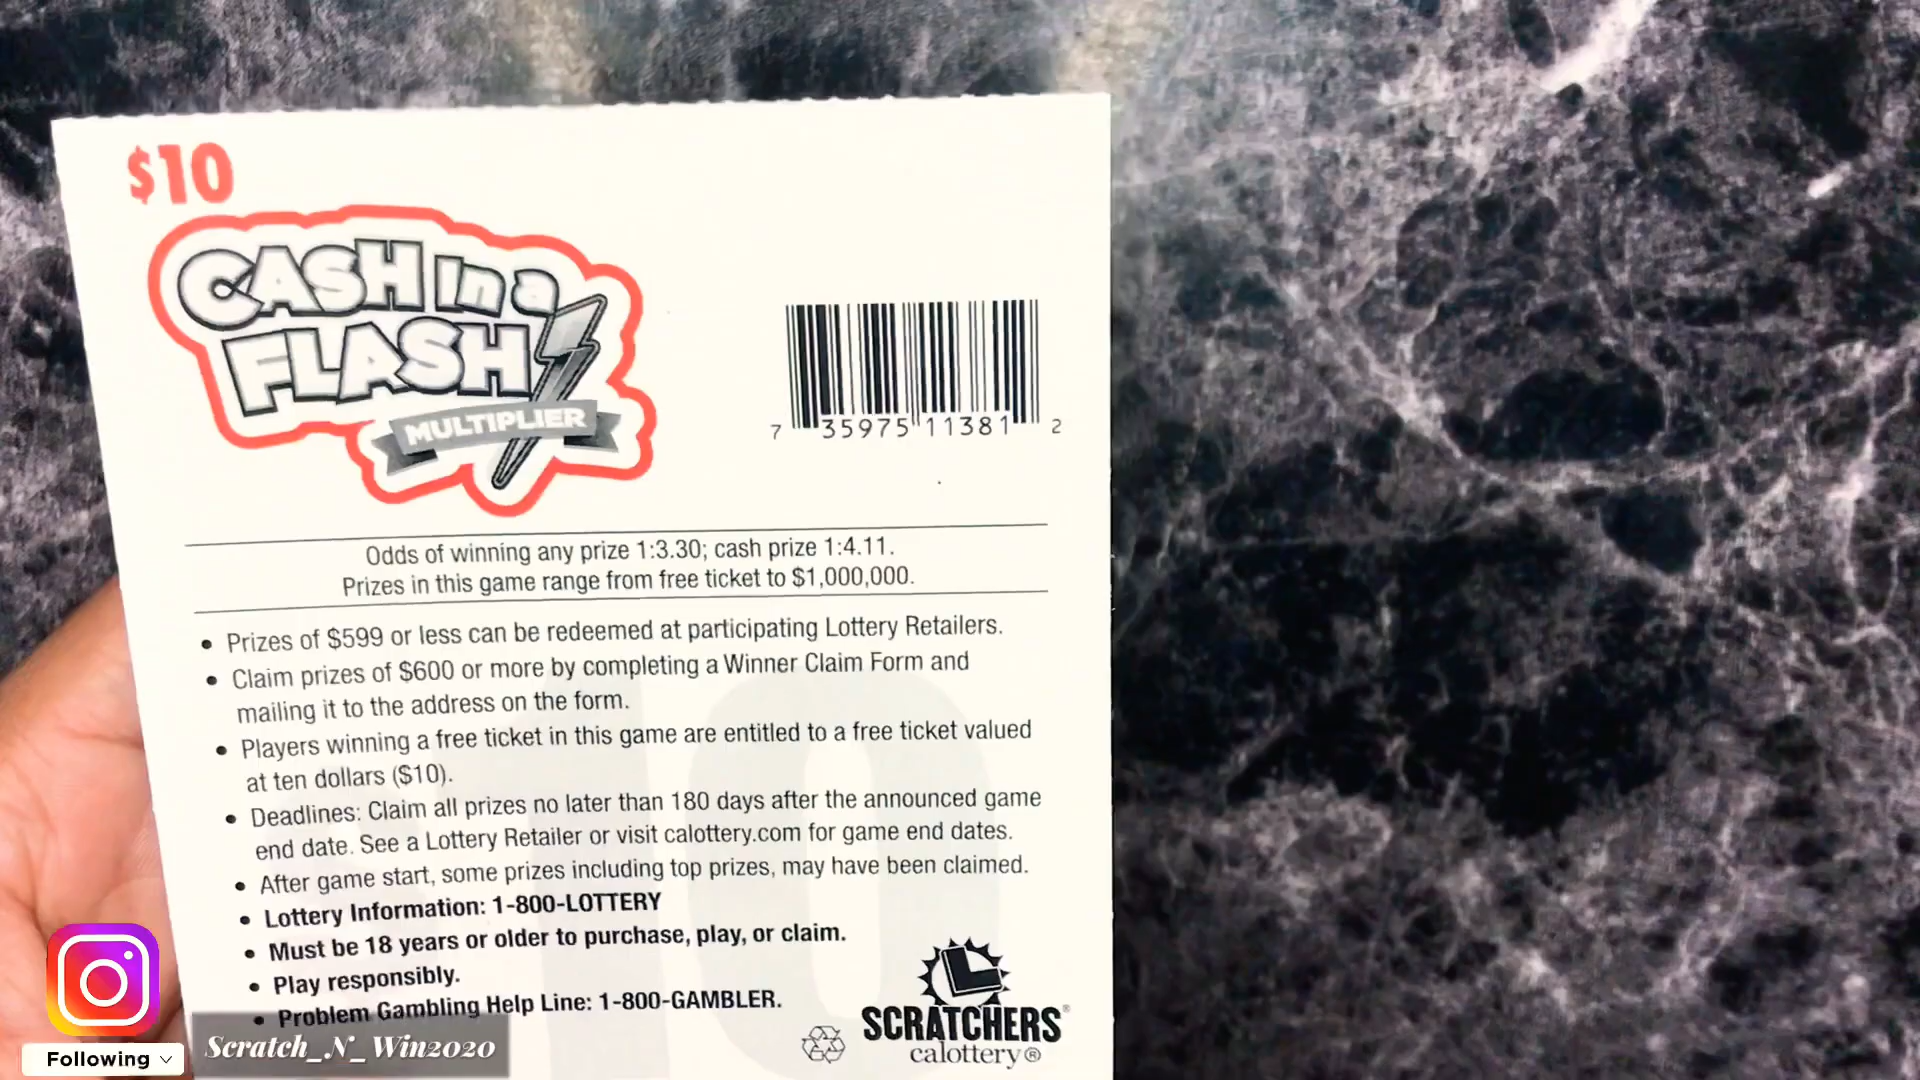 $10
CASH in a
FLASH
MULTIPLIER
7 35975 11381 2
Odds of winning any prize 1:3.30; cash prize 1:4.11.
Prizes in this game range from free ticket to $1,000,000.
• Prizes of $599 or less can be redeemed at participating Lottery Retailers.
• Claim prizes of $600 or more by completing a Winner Claim Form and
mailing it to the address on the form.
• Players winning a free ticket in this game are entitled to a free ticket valued
at ten dollars ($10).
• Deadlines: Claim all prizes no later than 180 days after the announced game
end date. See a Lottery Retailer or visit calottery.com for game end dates.
• After game start, some prizes including top prizes, may have been claimed.
• Lottery Information: 1-800-LOTTERY
• Must be 18 years or older to purchase, play, or claim.
• Play responsibly.
• Problem Gambling Help Line: 1-800-GAMBLER.
10
SCRATCHERS®
calottery®
Following
Scratch_N_Win2020